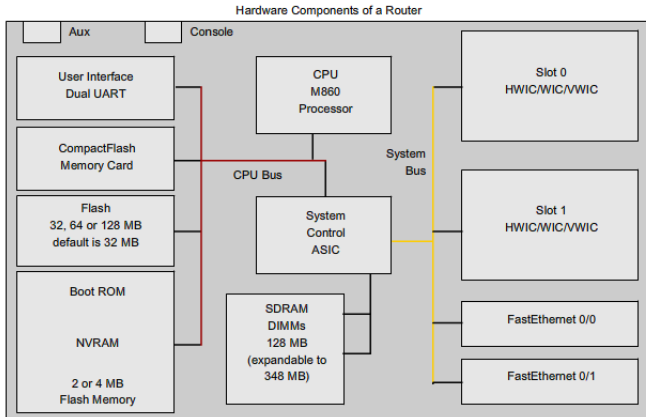 Hardware Components of a Router
Aux
Console
User Interface
Dual UART
CPU
M860
Processor
Slot 0
HWIC/WIC/VWIC
CompactFlash
Memory Card
CPU Bus
System
Bus
Flash
32, 64 or 128 MB
default is 32 MB
System
Control
ASIC
Slot 1
HWIC/WIC/VWIC
Boot ROM
NVRAM
2 or 4 MB
Flash Memory
SDRAM
DIMMs
128 MB
(expandable to
348 MB)
FastEthernet 0/0
FastEthernet 0/1